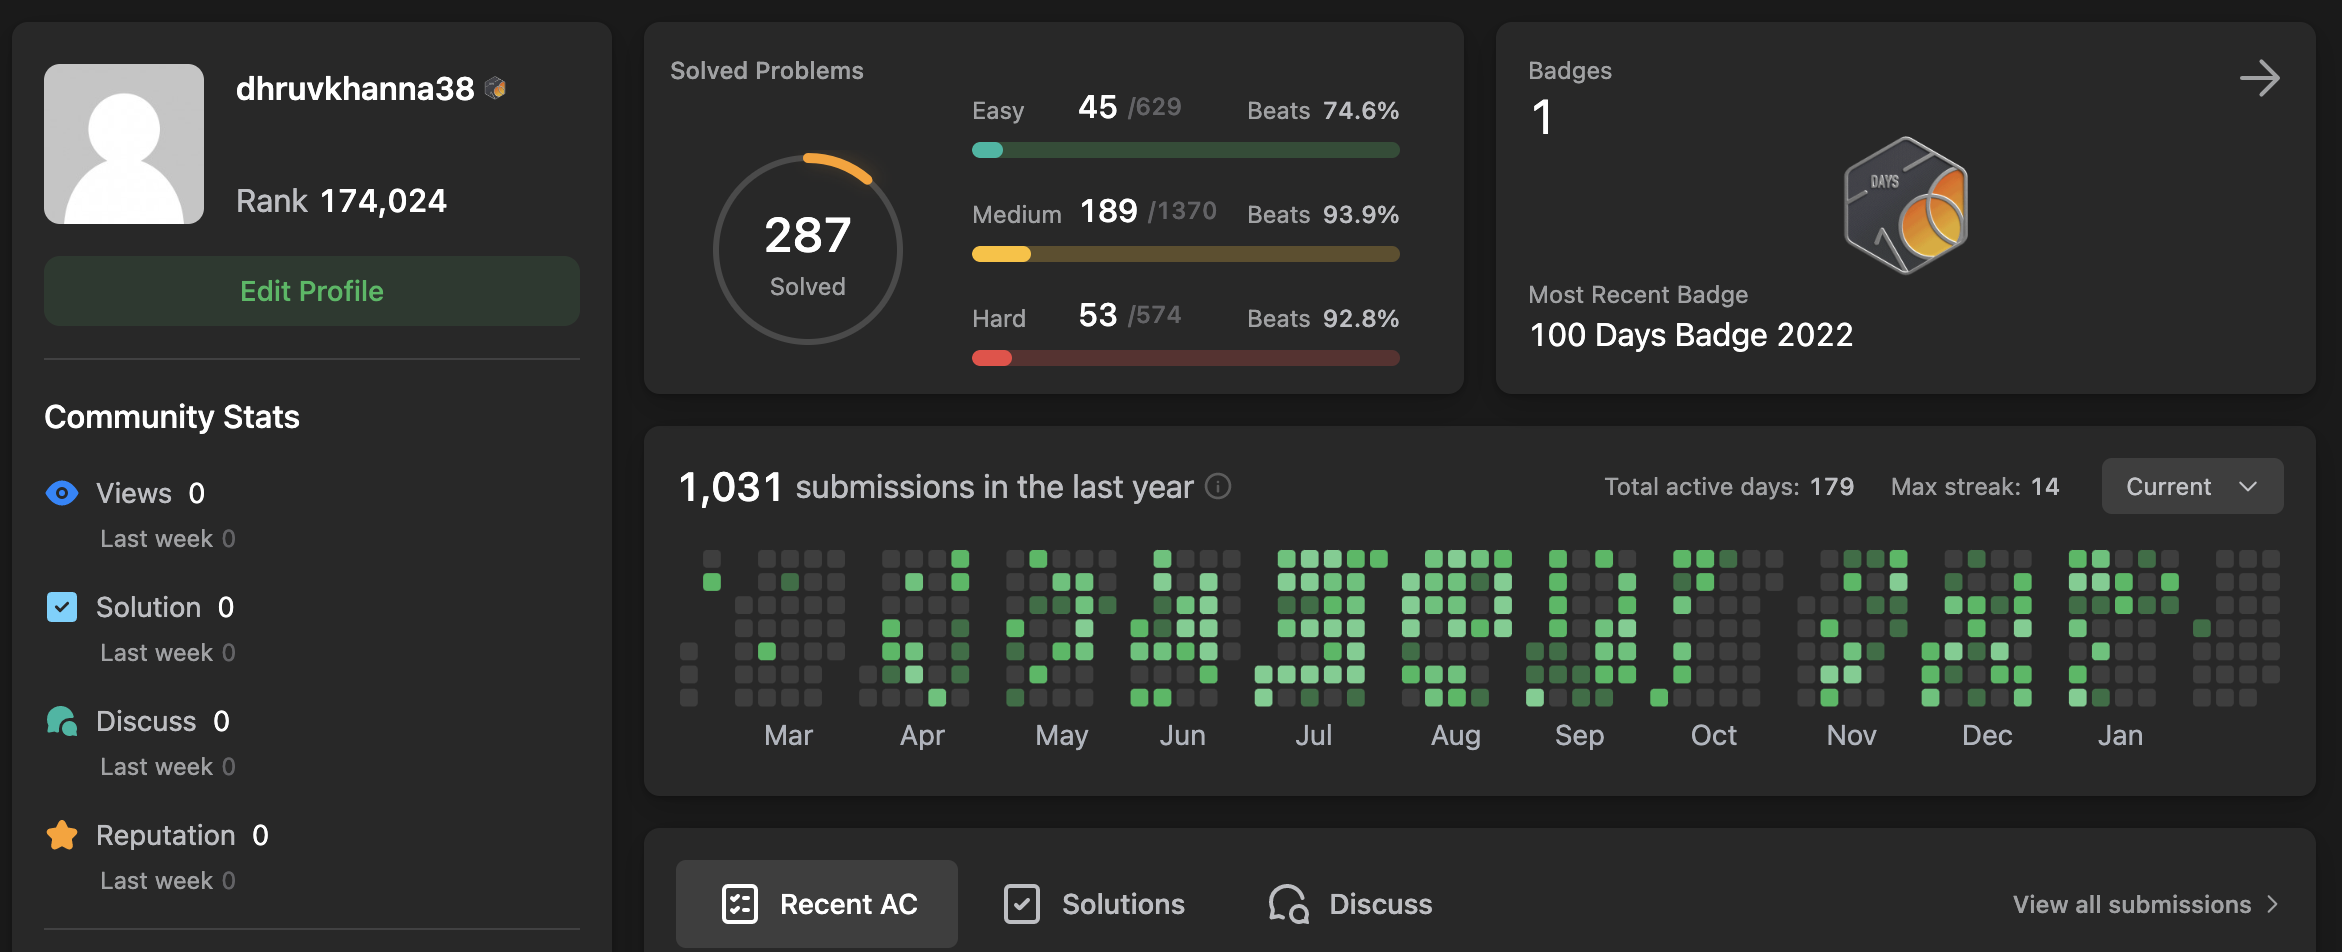 dhruvkhanna38
Rank 174,024
Edit Profile
Community Stats
Views 0
Last week 0
Solution 0
Last week 0
Discuss 0
Last week 0
Reputation 0
Last week 0
Solved Problems
287
Solved
Easy 45 /629 Beats 74.6%
Medium 189 /1370 Beats 93.9%
Hard 53 /574 Beats 92.8%
Badges
1
DAYS
Most Recent Badge
100 Days Badge 2022
1,031 submissions in the last year
Total active days: 179 Max streak: 14 Current
Mar Apr May Jun Jul Aug Sep Oct Nov Dec Jan
Recent AC Solutions Discuss View all submissions